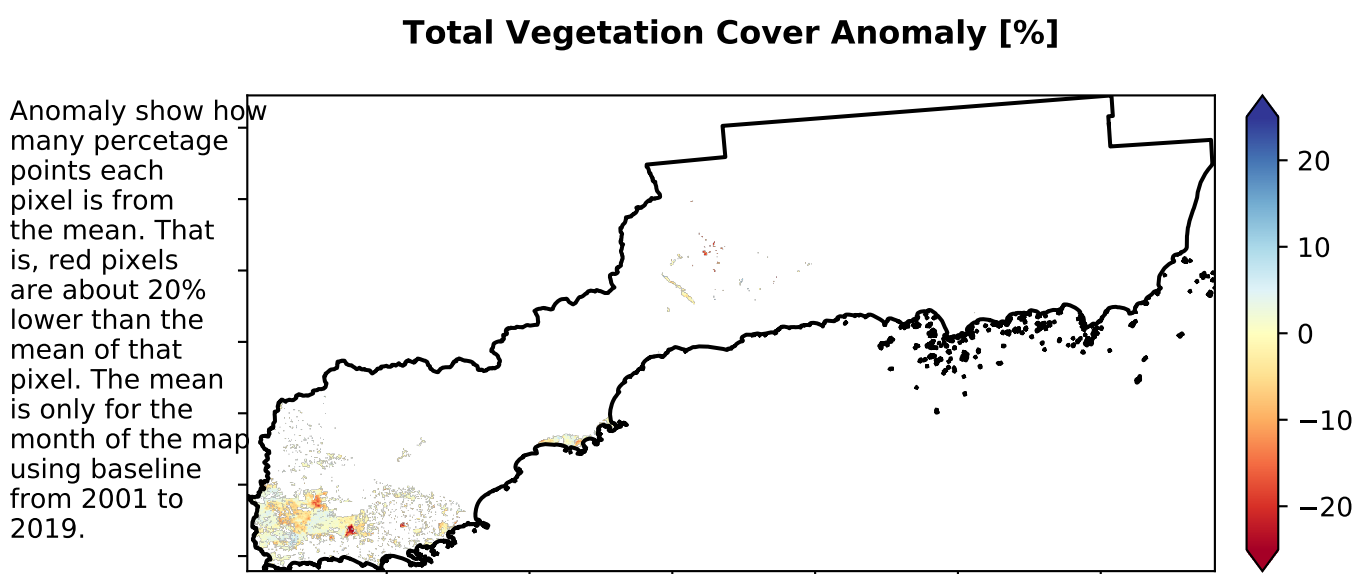 Total Vegetation Cover Anomaly [%]
Anomaly show how
many percetage
points each
pixel is from
the mean. That
is, red pixels
are about 20%
lower than the
mean of that
pixel. The mean
is only for the
month of the map
using baseline
from 2001 to
2019.
20
10
0
−10
−20